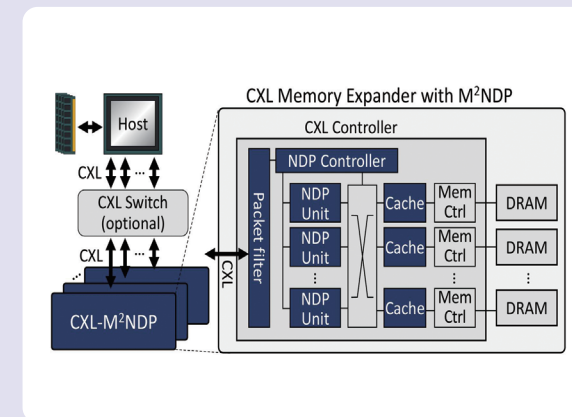 CXL Memory Expander with M²NDP
CXL Controller
Host
CXL
...
CXL Switch
(optional)
CXL
...
...
CXL-M²NDP
CXL
Packet filter
NDP Controller
NDP
Unit
Cache
Mem
Ctrl
DRAM
NDP
Unit
Cache
Mem
Ctrl
DRAM
...
...
...
NDP
Unit
Cache
Mem
Ctrl
DRAM